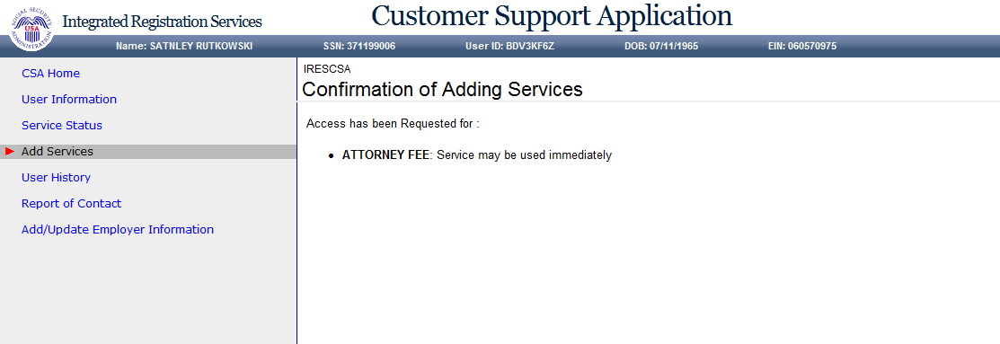 SOCIAL SECURITY ADMINISTRATION
USA
Integrated Registration Services
Customer Support Application
Name: SATNLEY RUTKOWSKI SSN: 371199006 User ID: BDV3KF6Z DOB: 07/11/1965 EIN: 060570975
CSA Home
User Information
Service Status
Add Services
User History
Report of Contact
Add/Update Employer Information
IRESCSA
Confirmation of Adding Services
Access has been Requested for :
• ATTORNEY FEE: Service may be used immediately